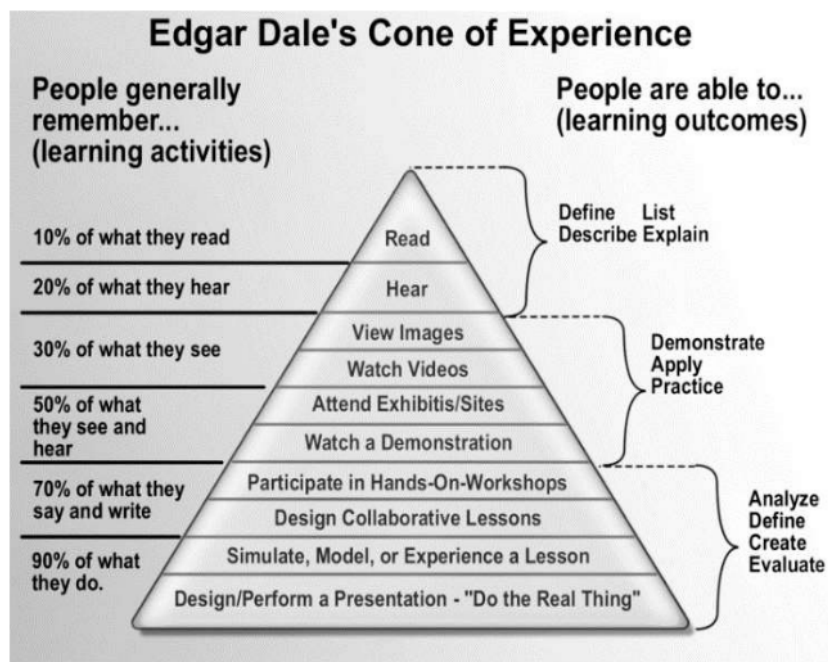 Edgar Dale's Cone of Experience
People generally
remember...
(learning activities)
People are able to...
(learning outcomes)
10% of what they read
20% of what they hear
30% of what they see
50% of what
they see and
hear
70% of what they
say and write
90% of what
they do.
Read
Hear
View Images
Watch Videos
Attend Exhibitis/Sites
Watch a Demonstration
Participate in Hands-On-Workshops
Design Collaborative Lessons
Simulate, Model, or Experience a Lesson
Design/Perform a Presentation - "Do the Real Thing"
Define List
Describe Explain
Demonstrate
Apply
Practice
Analyze
Define
Create
Evaluate